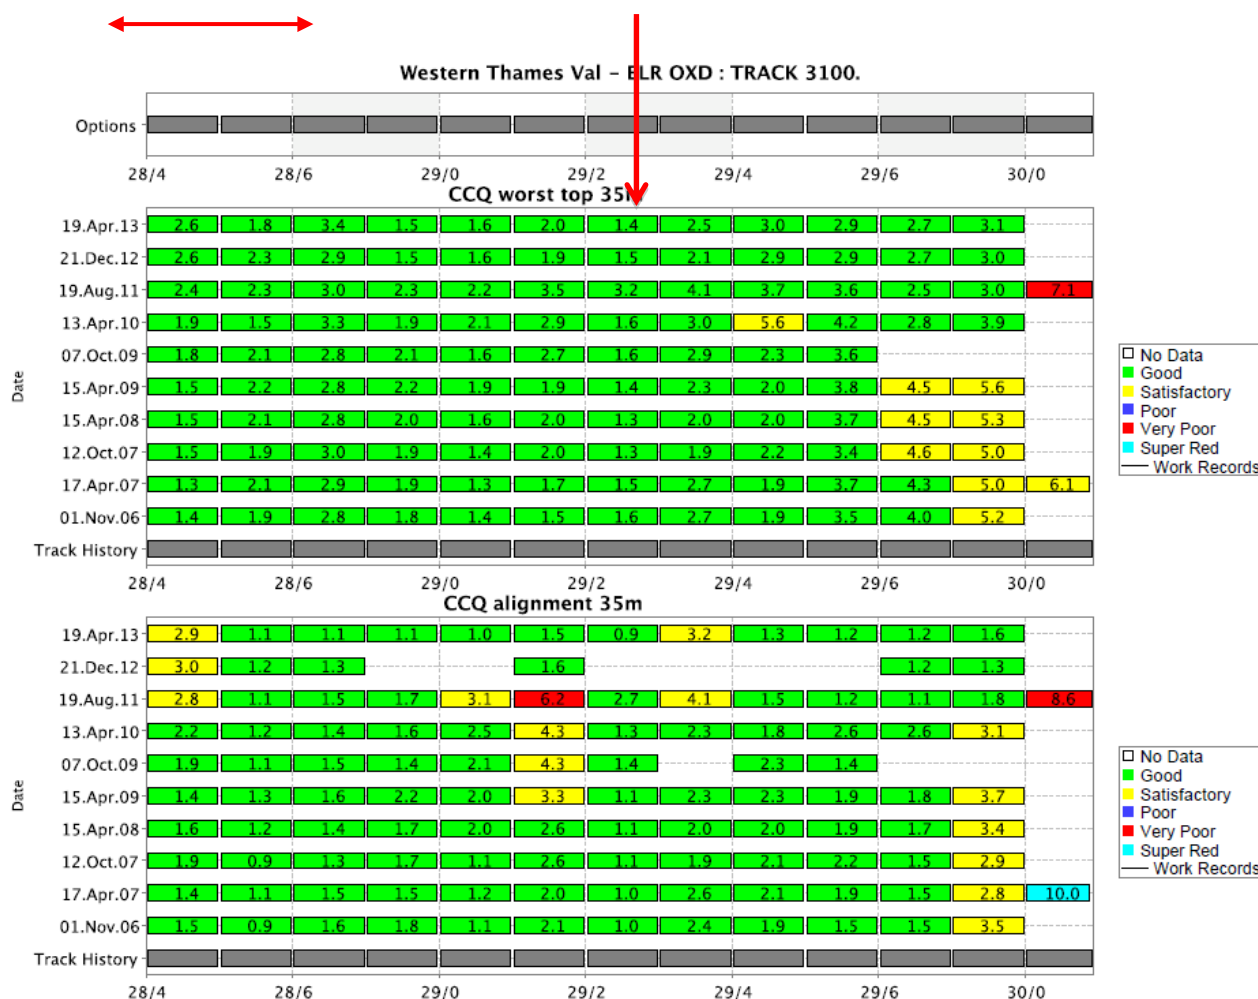 Western Thames Val – ELR OXD : TRACK 3100.
Options
28/4 28/6 29/0 29/2 29/4 29/6 30/0
CCQ worst top 35m
19.Apr.13 2.6 1.8 3.4 1.5 1.6 2.0 1.4 2.5 3.0 2.9 2.7 3.1
21.Dec.12 2.6 2.3 2.9 1.5 1.6 1.9 1.5 2.1 2.9 2.9 2.7 3.0
19.Aug.11 2.4 2.3 3.0 2.3 2.2 3.5 3.2 4.1 3.7 3.6 2.5 3.0 7.1
13.Apr.10 1.9 1.5 3.3 1.9 2.1 2.9 1.6 3.0 5.6 4.2 2.8 3.9
07.Oct.09 1.8 2.1 2.8 2.1 1.6 2.7 1.6 2.9 2.3 3.6
15.Apr.09 1.5 2.2 2.8 2.2 1.9 1.9 1.4 2.3 2.0 3.8 4.5 5.6
15.Apr.08 1.5 2.1 2.8 2.0 1.6 2.0 1.3 2.0 2.0 3.7 4.5 5.3
12.Oct.07 1.5 1.9 3.0 1.9 1.4 2.0 1.3 1.9 2.2 3.4 4.6 5.0
17.Apr.07 1.3 2.1 2.9 1.9 1.3 1.7 1.5 2.7 1.9 3.7 4.3 5.0 6.1
01.Nov.06 1.4 1.9 2.8 1.8 1.4 1.5 1.6 2.7 1.9 3.5 4.0 5.2
Track History
Date
28/4 28/6 29/0 29/2 29/4 29/6 30/0
No Data
Good
Satisfactory
Poor
Very Poor
Super Red
Work Records
CCQ alignment 35m
19.Apr.13 2.9 1.1 1.1 1.1 1.0 1.5 0.9 3.2 1.3 1.2 1.2 1.6
21.Dec.12 3.0 1.2 1.3 1.6 1.2 1.3
19.Aug.11 2.8 1.1 1.5 1.7 3.1 6.2 2.7 4.1 1.5 1.1 1.1 1.8 8.6
13.Apr.10 2.2 1.2 1.4 1.6 2.5 4.3 1.3 2.3 1.8 2.6 2.6 3.1
07.Oct.09 1.9 1.1 1.5 1.4 2.1 4.3 1.4 2.3 1.4
15.Apr.09 1.4 1.3 1.6 2.2 2.0 3.3 1.1 2.3 2.3 1.9 1.8 3.7
15.Apr.08 1.6 1.2 1.4 1.7 2.0 2.6 1.1 2.0 2.0 1.9 1.7 3.4
12.Oct.07 1.9 0.9 1.3 1.7 1.1 2.6 1.1 1.9 2.1 2.2 1.5 2.9
17.Apr.07 1.4 1.1 1.5 1.5 1.2 2.0 1.0 2.6 2.1 1.9 1.5 2.8 10.0
01.Nov.06 1.5 0.9 1.6 1.8 1.1 2.1 1.0 2.4 1.9 1.5 1.5 3.5
Track History
Date
28/4 28/6 29/0 29/2 29/4 29/6 30/0
No Data
Good
Satisfactory
Poor
Very Poor
Super Red
Work Records